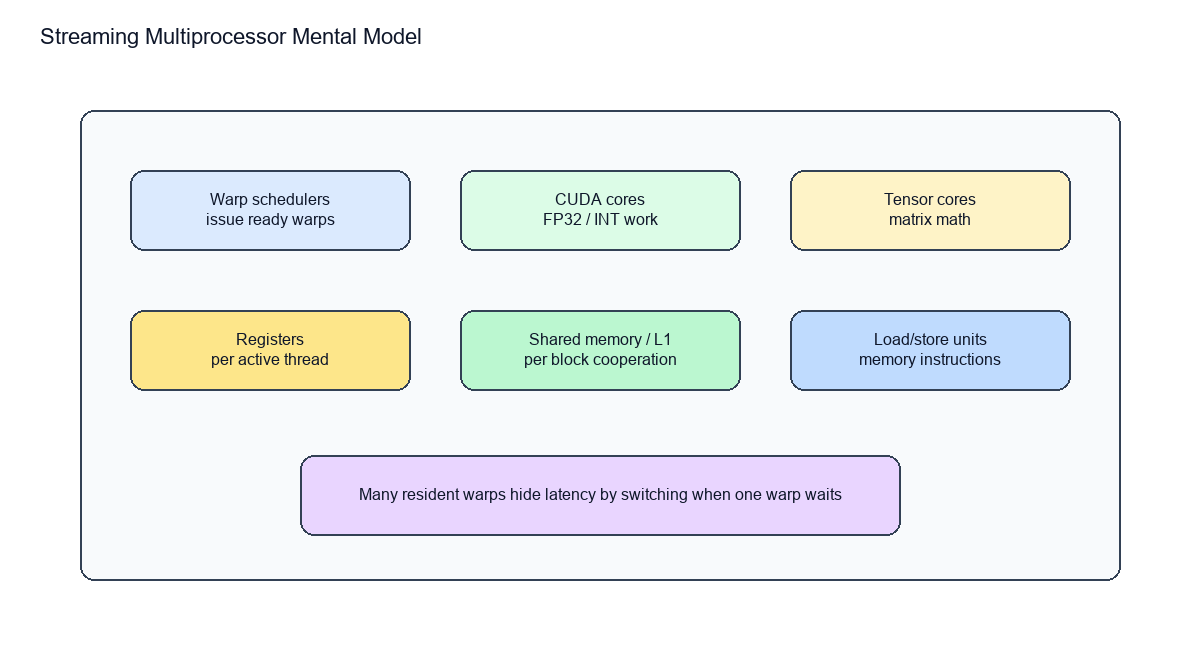 Streaming Multiprocessor Mental Model
Warp schedulers
issue ready warps
CUDA cores
FP32 / INT work
Tensor cores
matrix math
Registers
per active thread
Shared memory / L1
per block cooperation
Load/store units
memory instructions
Many resident warps hide latency by switching when one warp waits